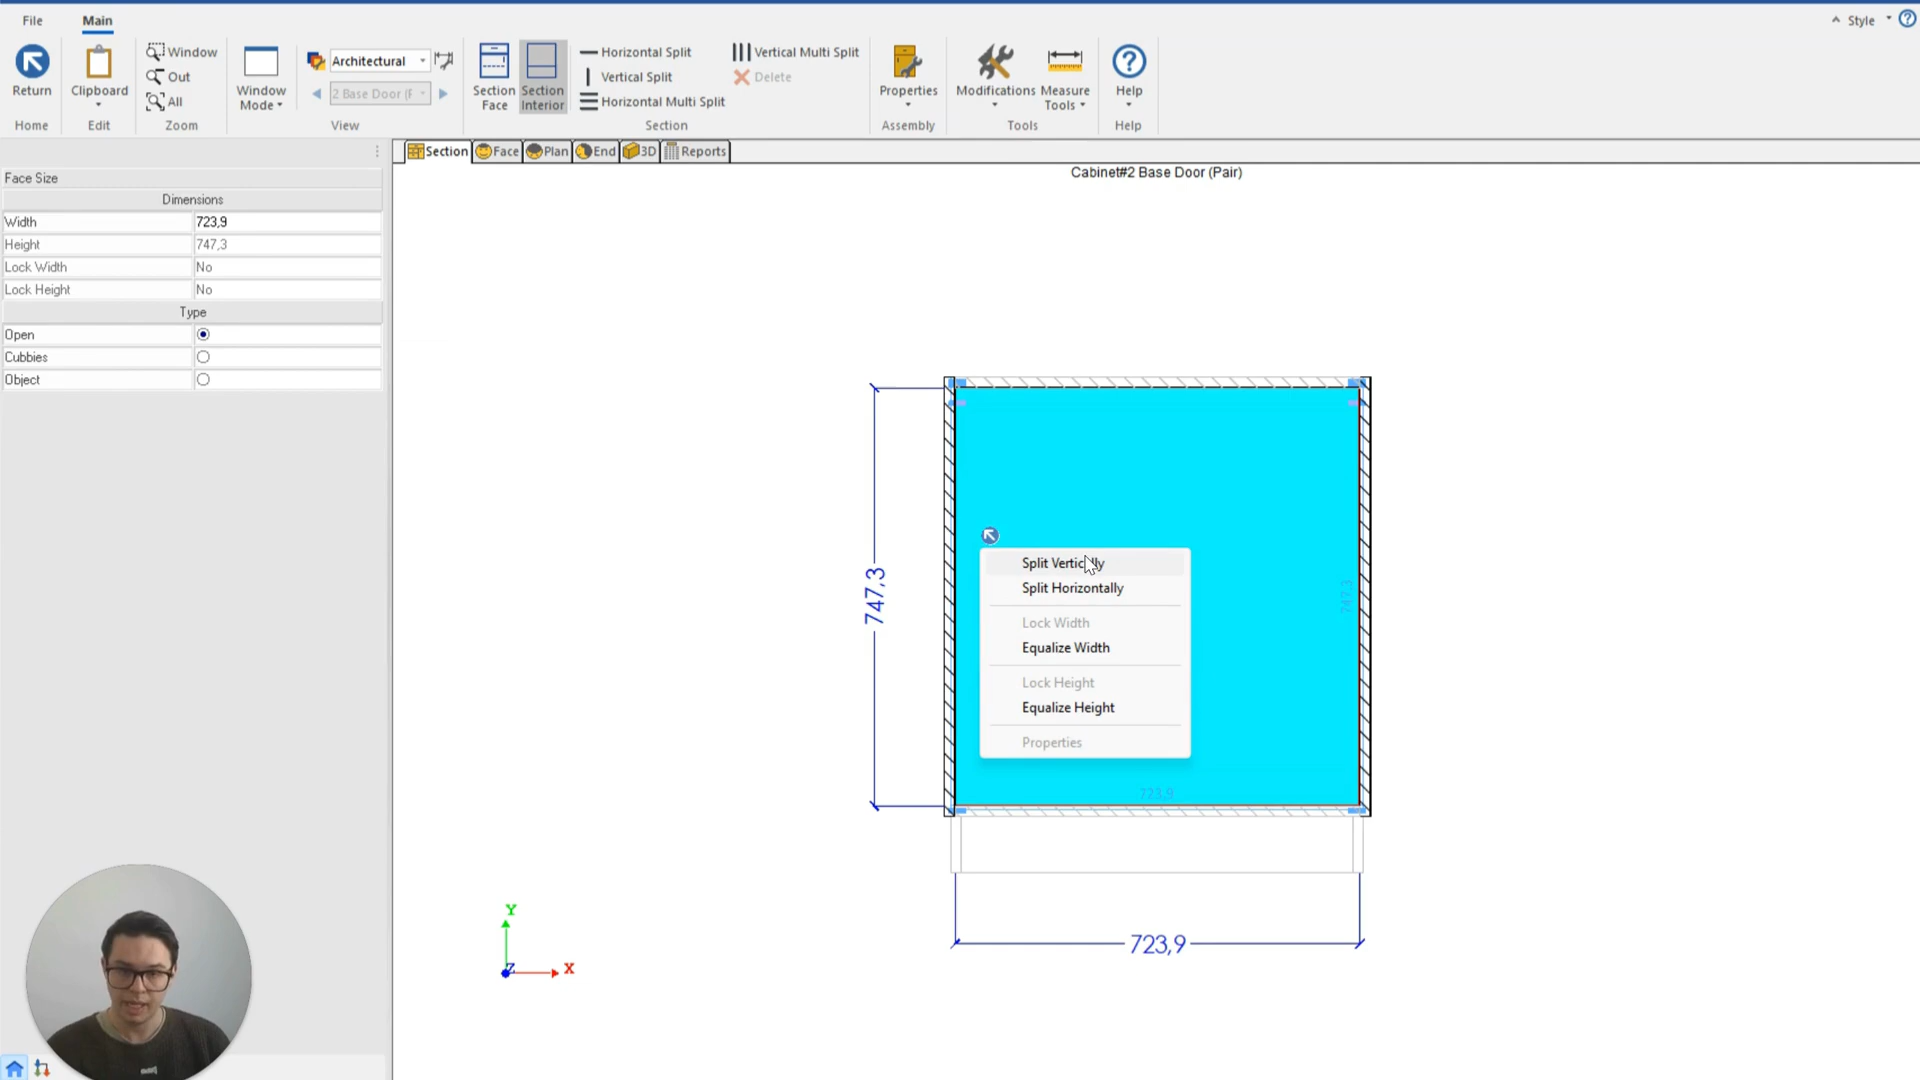 File
Main
Style
Return
Home
Clipboard
Edit
Window
Out
All
Zoom
Window
Mode
Architectural
2 Base Door (F
View
Section
Face
Section
Interior
Horizontal Split
Vertical Split
Horizontal Multi Split
Vertical Multi Split
Delete
Section
Properties
Assembly
Modifications
Measure
Tools
Tools
Help
Help
Section
Face
Plan
End
3D
Reports
Cabinet#2 Base Door (Pair)
Face Size
Dimensions
Width 723,9
Height 747,3
Lock Width No
Lock Height No
Type
Open
Cubbies
Object
747,3
Split Vertically
Split Horizontally
Lock Width
Equalize Width
Lock Height
Equalize Height
Properties
747,3
723,9
723,9
Y
Z
X